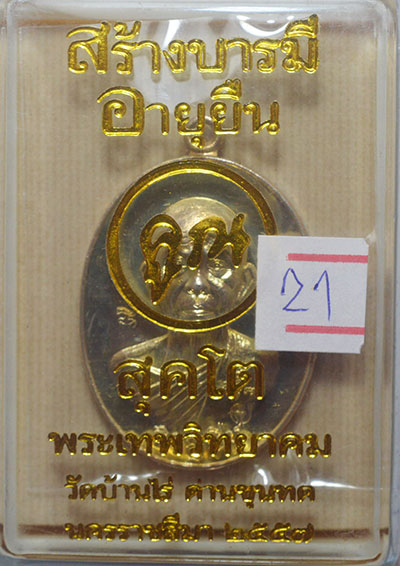 สร้างบารมี
อายุยืน
คูณ
21
สุคโต
พระเทพวิทยาคม
วัดบ้านไร่ ด่านขุนทด
นครราชสีมา ๒๕๕๗